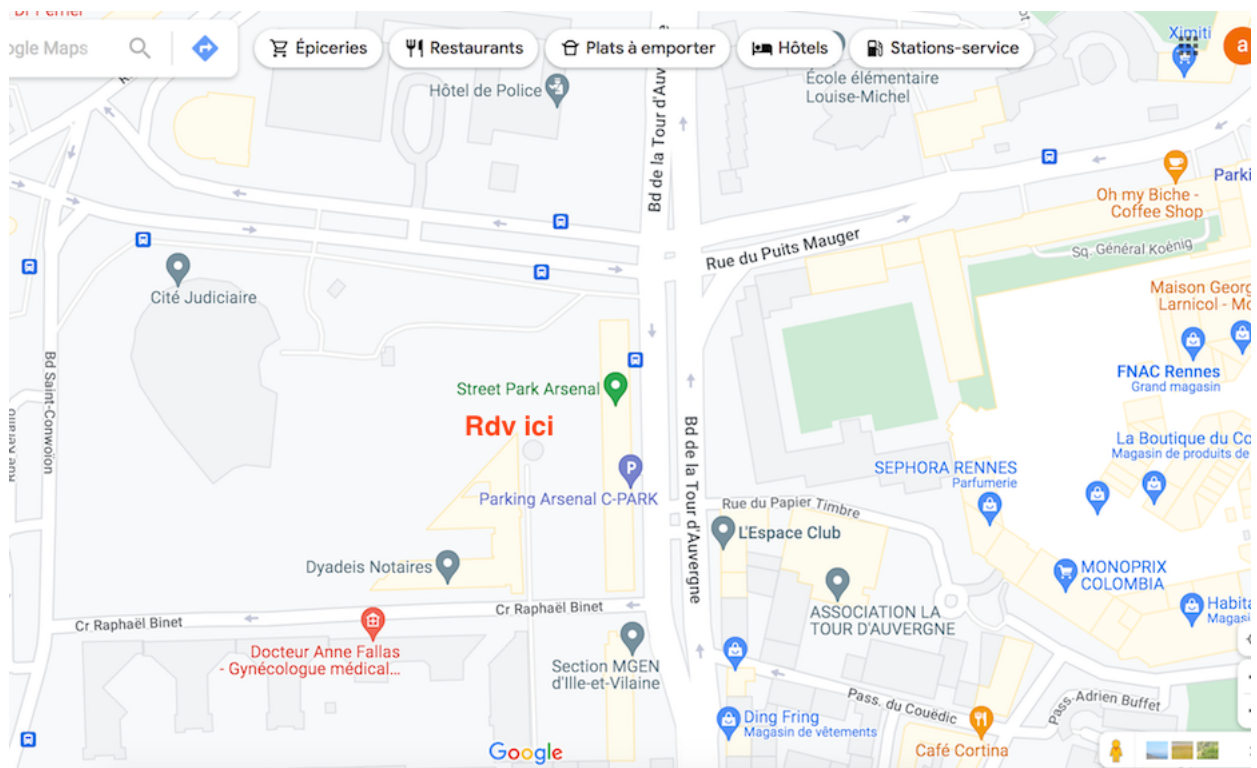 Dr Perrier
ogle Maps
Épiceries
Restaurants
Plats à emporter
Hôtels
Stations-service
Ximiti
a
Hôtel de Police
École élémentaire
Louise-Michel
Bd de la Tour d'Auv
Oh my Biche -
Coffee Shop
Parki
Rue du Puits Mauger
Sq. Général Koënig
Cité Judiciaire
Maison Georg
Larnicol - Mo
Bd Saint-Conwoïon
Street Park Arsenal
FNAC Rennes
Grand magasin
Rdv ici
Bd de la Tour d'Auvergne
La Boutique du Co
Magasin de produits de
SEPHORA RENNES
Parfumerie
P
Parking Arsenal C-PARK
Rue du Papier Timbre
L'Espace Club
Dyadeis Notaires
MONOPRIX
COLOMBIA
Cr Raphaël Binet
Cr Raphaël Binet
ASSOCIATION LA
TOUR D'AUVERGNE
Habita
Magasi
Docteur Anne Fallas
- Gynécologue médical...
Section MGEN
d'Ille-et-Vilaine
Pass. du Couëdic
Pass.-Adrien Buffet
Ding Fring
Magasin de vêtements
Café Cortina
Google